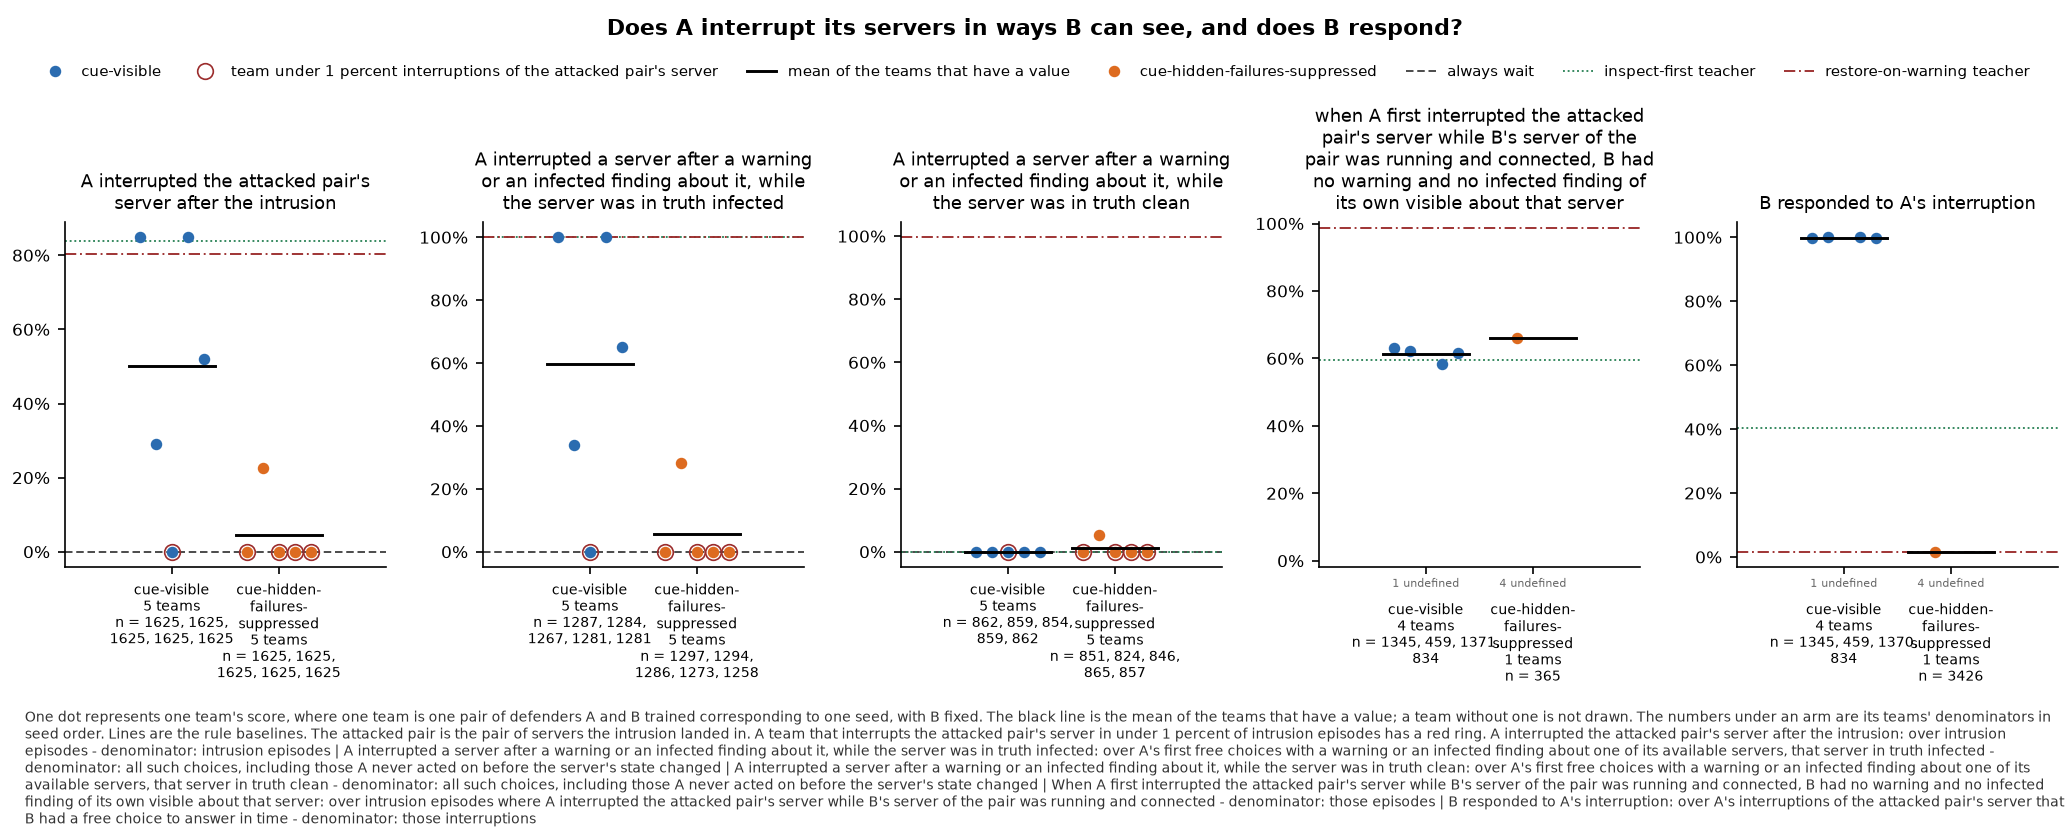 Does A interrupt its servers in ways B can see, and does B respond?
cue-visible
team under 1 percent interruptions of the attacked pair's server
mean of the teams that have a value
cue-hidden-failures-suppressed
always wait
inspect-first teacher
restore-on-warning teacher
A interrupted the attacked pair's
server after the intrusion
80%
60%
40%
20%
0%
cue-visible
5 teams
n = 1625, 1625,
1625, 1625, 1625
cue-hidden-
failures-
suppressed
5 teams
n = 1625, 1625,
1625, 1625, 1625
A interrupted a server after a warning
or an infected finding about it, while
the server was in truth infected
100%
80%
60%
40%
20%
0%
cue-visible
5 teams
n = 1287, 1284,
1267, 1281, 1281
cue-hidden-
failures-
suppressed
5 teams
n = 1297, 1294,
1286, 1273, 1258
A interrupted a server after a warning
or an infected finding about it, while
the server was in truth clean
100%
80%
60%
40%
20%
0%
cue-visible
5 teams
n = 862, 859, 854,
859, 862
cue-hidden-
failures-
suppressed
5 teams
n = 851, 824, 846,
865, 857
when A first interrupted the attacked
pair's server while B's server of the
pair was running and connected, B had
no warning and no infected finding of
its own visible about that server
100%
80%
60%
40%
20%
0%
1 undefined
4 undefined
cue-visible
4 teams
n = 1345, 459, 1371,
834
cue-hidden-
failures-
suppressed
1 teams
n = 365
B responded to A's interruption
100%
80%
60%
40%
20%
0%
1 undefined
4 undefined
cue-visible
4 teams
n = 1345, 459, 1370,
834
cue-hidden-
failures-
suppressed
1 teams
n = 3426
One dot represents one team's score, where one team is one pair of defenders A and B trained corresponding to one seed, with B fixed. The black line is the mean of the teams that have a value; a team without one is not drawn. The numbers under an arm are its teams' denominators in
seed order. Lines are the rule baselines. The attacked pair is the pair of servers the intrusion landed in. A team that interrupts the attacked pair's server in under 1 percent of intrusion episodes has a red ring. A interrupted the attacked pair's server after the intrusion: over intrusion
episodes - denominator: intrusion episodes | A interrupted a server after a warning or an infected finding about it, while the server was in truth infected: over A's first free choices with a warning or an infected finding about one of its available servers, that server in truth infected -
denominator: all such choices, including those A never acted on before the server's state changed | A interrupted a server after a warning or an infected finding about it, while the server was in truth clean: over A's first free choices with a warning or an infected finding about one of its
available servers, that server in truth clean - denominator: all such choices, including those A never acted on before the server's state changed | When A first interrupted the attacked pair's server while B's server of the pair was running and connected, B had no warning and no infected
finding of its own visible about that server: over intrusion episodes where A interrupted the attacked pair's server while B's server of the pair was running and connected - denominator: those episodes | B responded to A's interruption: over A's interruptions of the attacked pair's server that
B had a free choice to answer in time - denominator: those interruptions